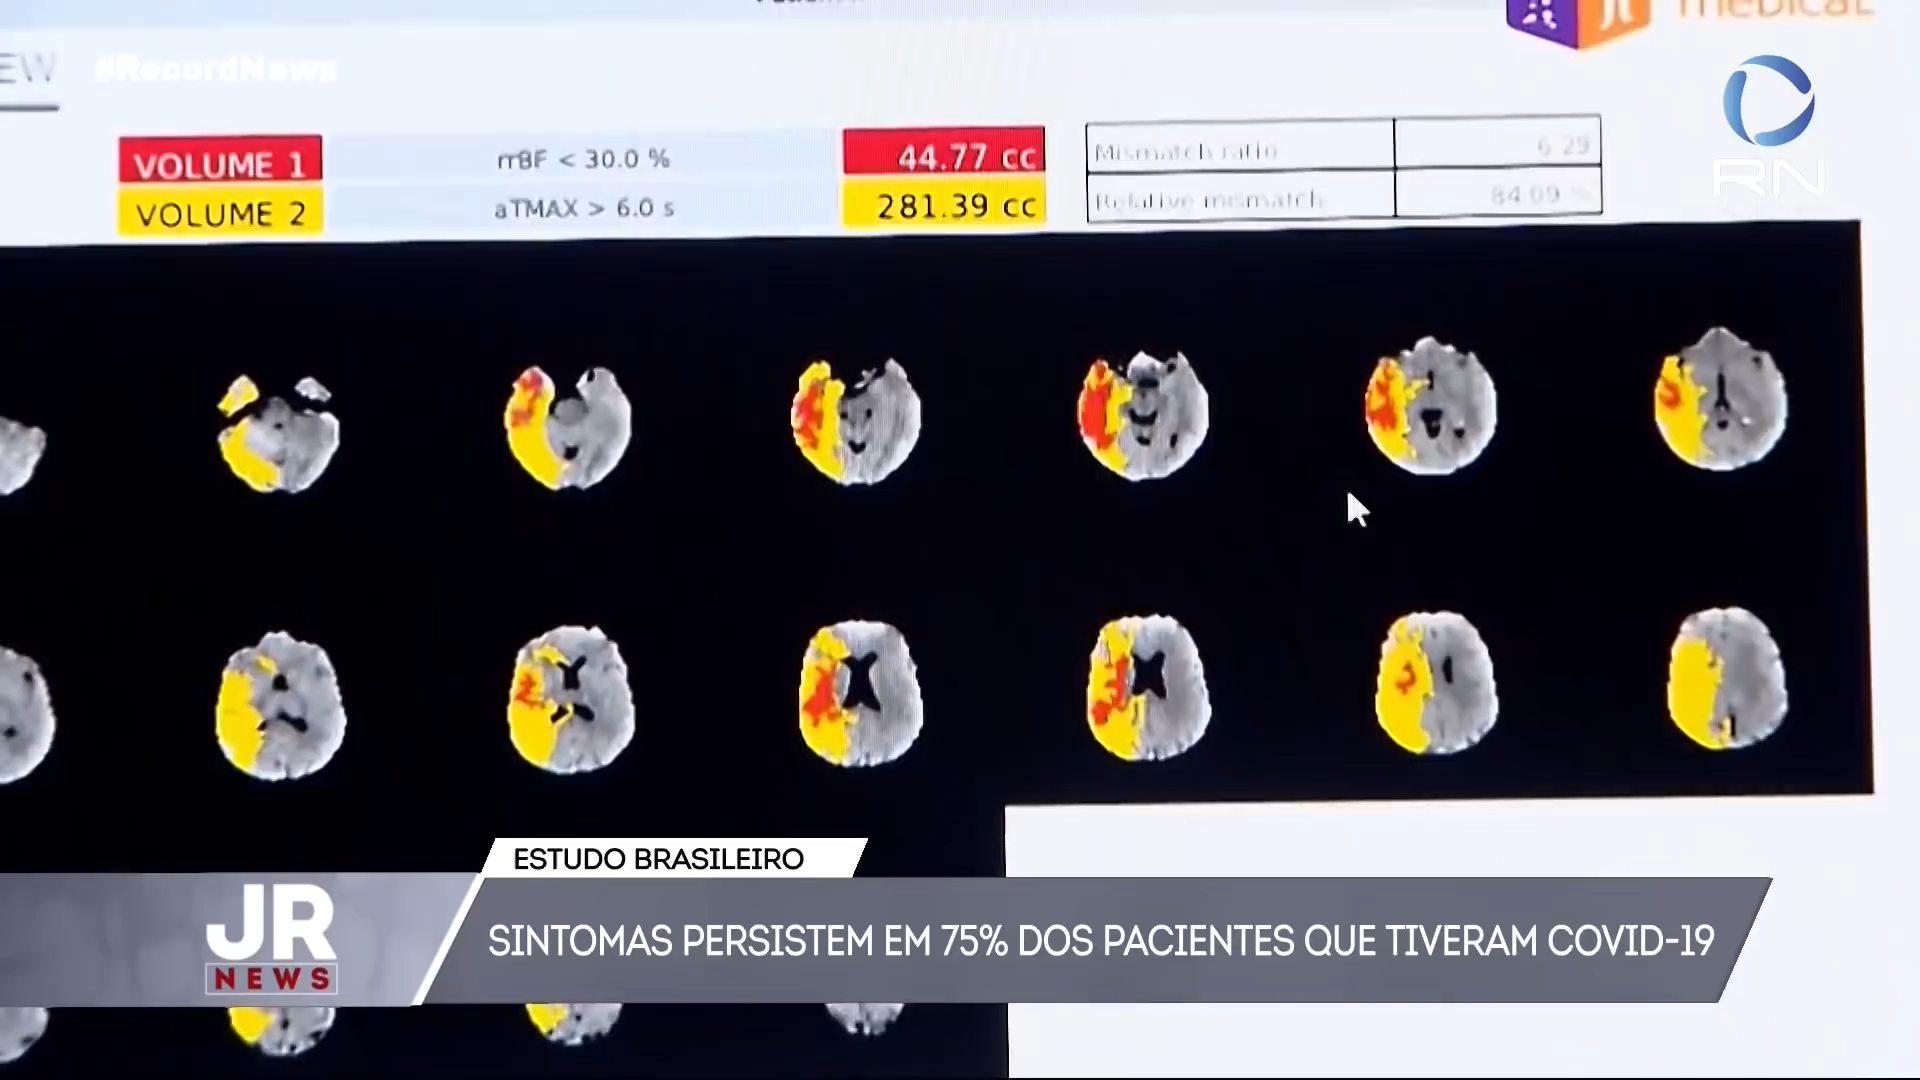 EW
#RecordNews
medical
VOLUME 1
rrBF < 30.0 %
44.77 cc
Mismatch ratio
6.29
RN
VOLUME 2
aTMAX > 6.0 s
281.39 cc
Relative mismatch
84.09 %
ESTUDO BRASILEIRO
JR
NEWS
SINTOMAS PERSISTEM EM 75% DOS PACIENTES QUE TIVERAM COVID-19